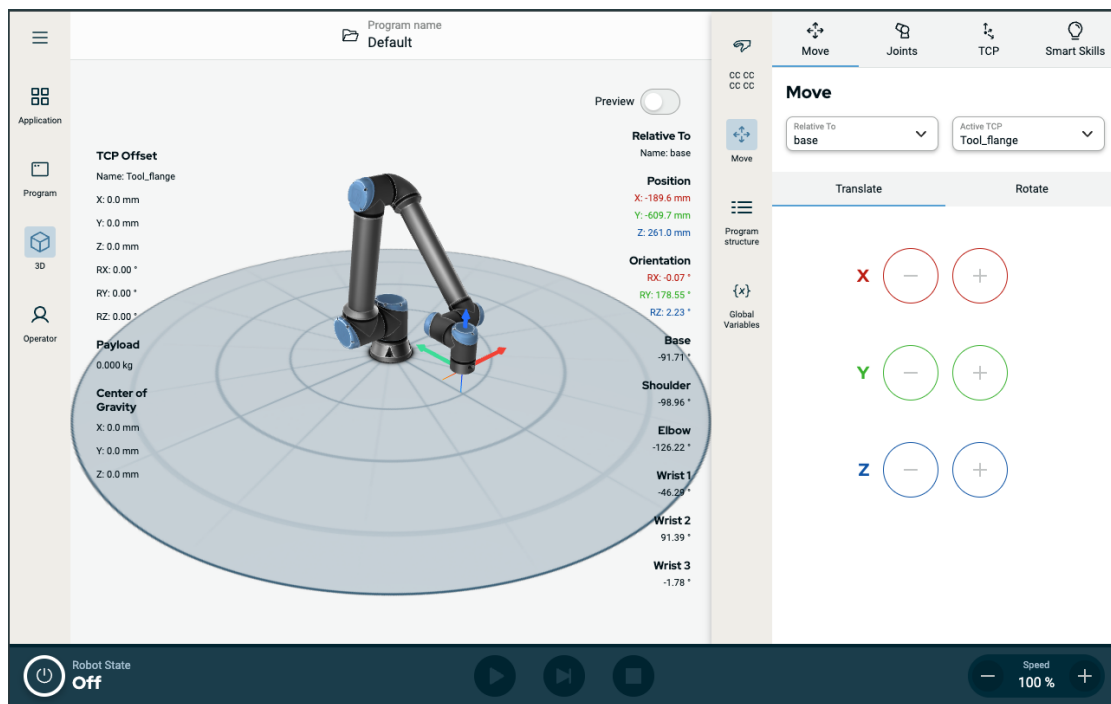 Program name
Default
Application
Program
3D
Operator
Preview
TCP Offset
Name: Tool_flange
X: 0.0 mm
Y: 0.0 mm
Z: 0.0 mm
RX: 0.00 °
RY: 0.00 °
RZ: 0.00 °
Payload
0.000 kg
Center of
Gravity
X: 0.0 mm
Y: 0.0 mm
Z: 0.0 mm
Relative To
Name: base
Position
X: -189.6 mm
Y: -609.7 mm
Z: 261.0 mm
Orientation
RX: -0.07 °
RY: 178.55 °
RZ: 2.23 °
Base
-91.71 °
Shoulder
-98.96 °
Elbow
-126.22 °
Wrist 1
-46.29 °
Wrist 2
91.39 °
Wrist 3
-1.78 °
CC CC
CC CC
Move
Program
structure
{x}
Global
Variables
Move
Joints
TCP
Smart Skills
Move
Relative To
base
Active TCP
Tool_flange
Translate
Rotate
X
Y
Z
Robot State
Off
Speed
100 %